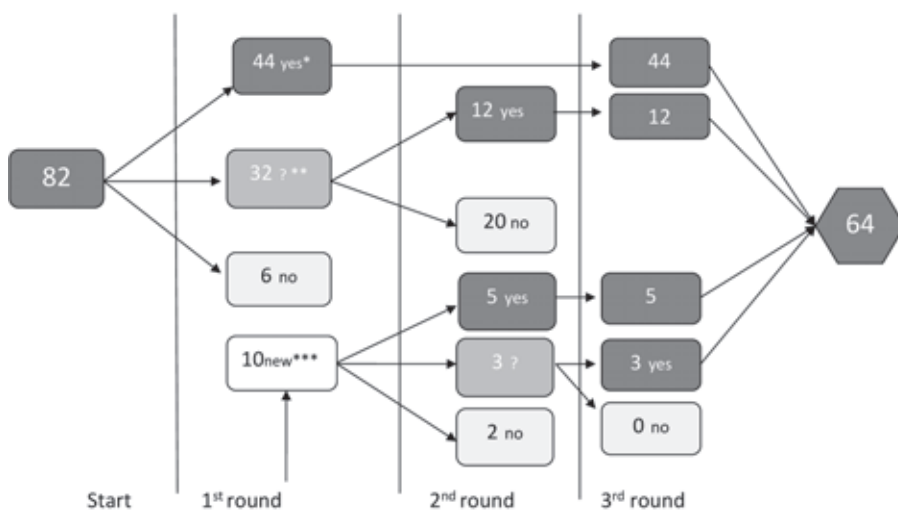 44 yes*
44
12 yes
12
82
32 ? **
20 no
64
6 no
5 yes
5
10new***
3 ?
3 yes
2 no
0 no
Start
1st round
2nd round
3rd round